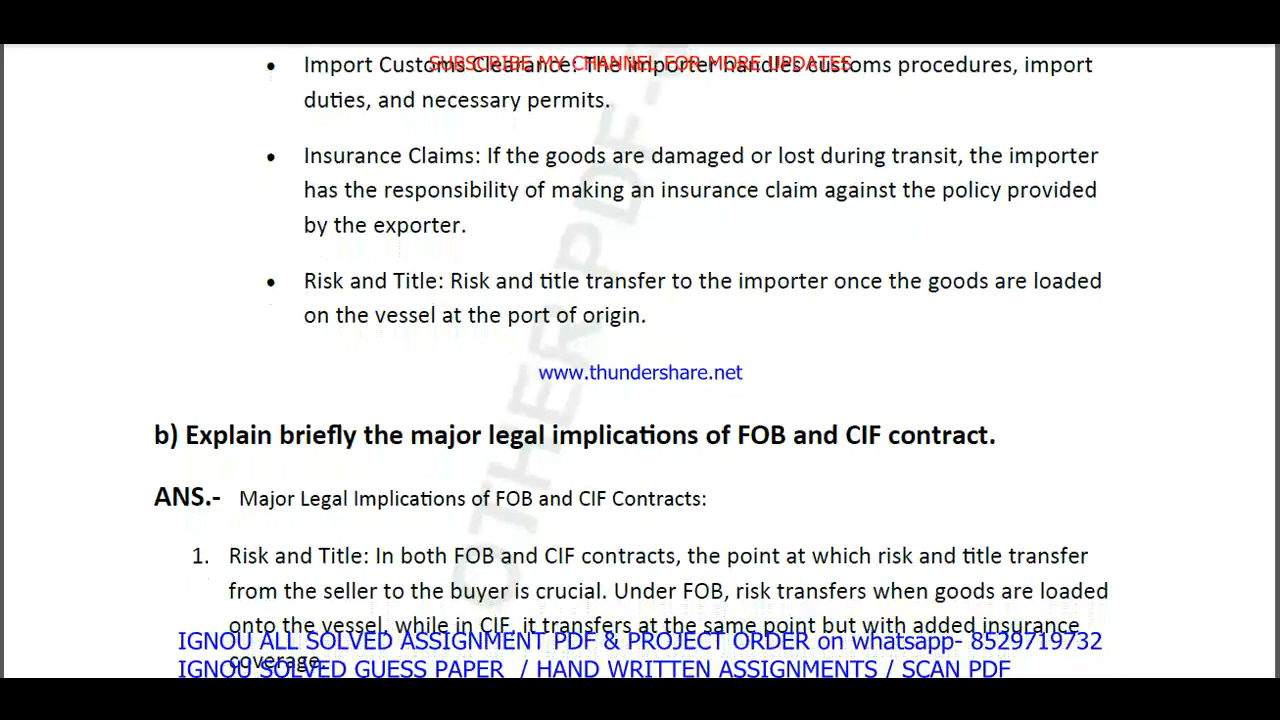 SUBSCRIBE MY CHANNEL FOR MORE UPDATES
• Import Customs Clearance: The importer handles customs procedures, import
duties, and necessary permits.
• Insurance Claims: If the goods are damaged or lost during transit, the importer
has the responsibility of making an insurance claim against the policy provided
by the exporter.
• Risk and Title: Risk and title transfer to the importer once the goods are loaded
on the vessel at the port of origin.
www.thundershare.net
b) Explain briefly the major legal implications of FOB and CIF contract.
ANS.- Major Legal Implications of FOB and CIF Contracts:
1. Risk and Title: In both FOB and CIF contracts, the point at which risk and title transfer
from the seller to the buyer is crucial. Under FOB, risk transfers when goods are loaded
onto the vessel, while in CIF, it transfers at the same point but with added insurance
coverage.
IGNOU ALL SOLVED ASSIGNMENT PDF & PROJECT ORDER on whatsapp- 8529719732
IGNOU SOLVED GUESS PAPER / HAND WRITTEN ASSIGNMENTS / SCAN PDF
OTHER PDF-